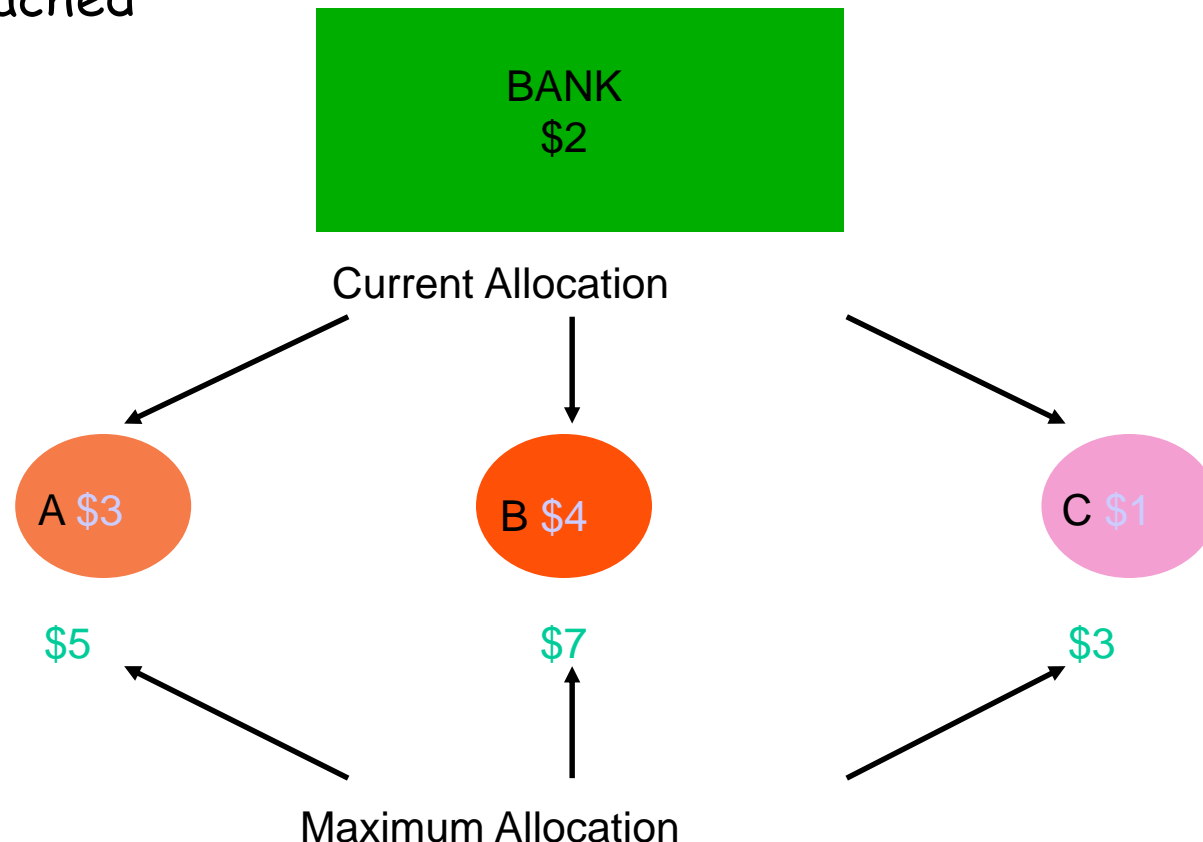 BANK
$2
Current Allocation
A $3
B $4
C $1
$5
$7
$3
Maximum Allocation